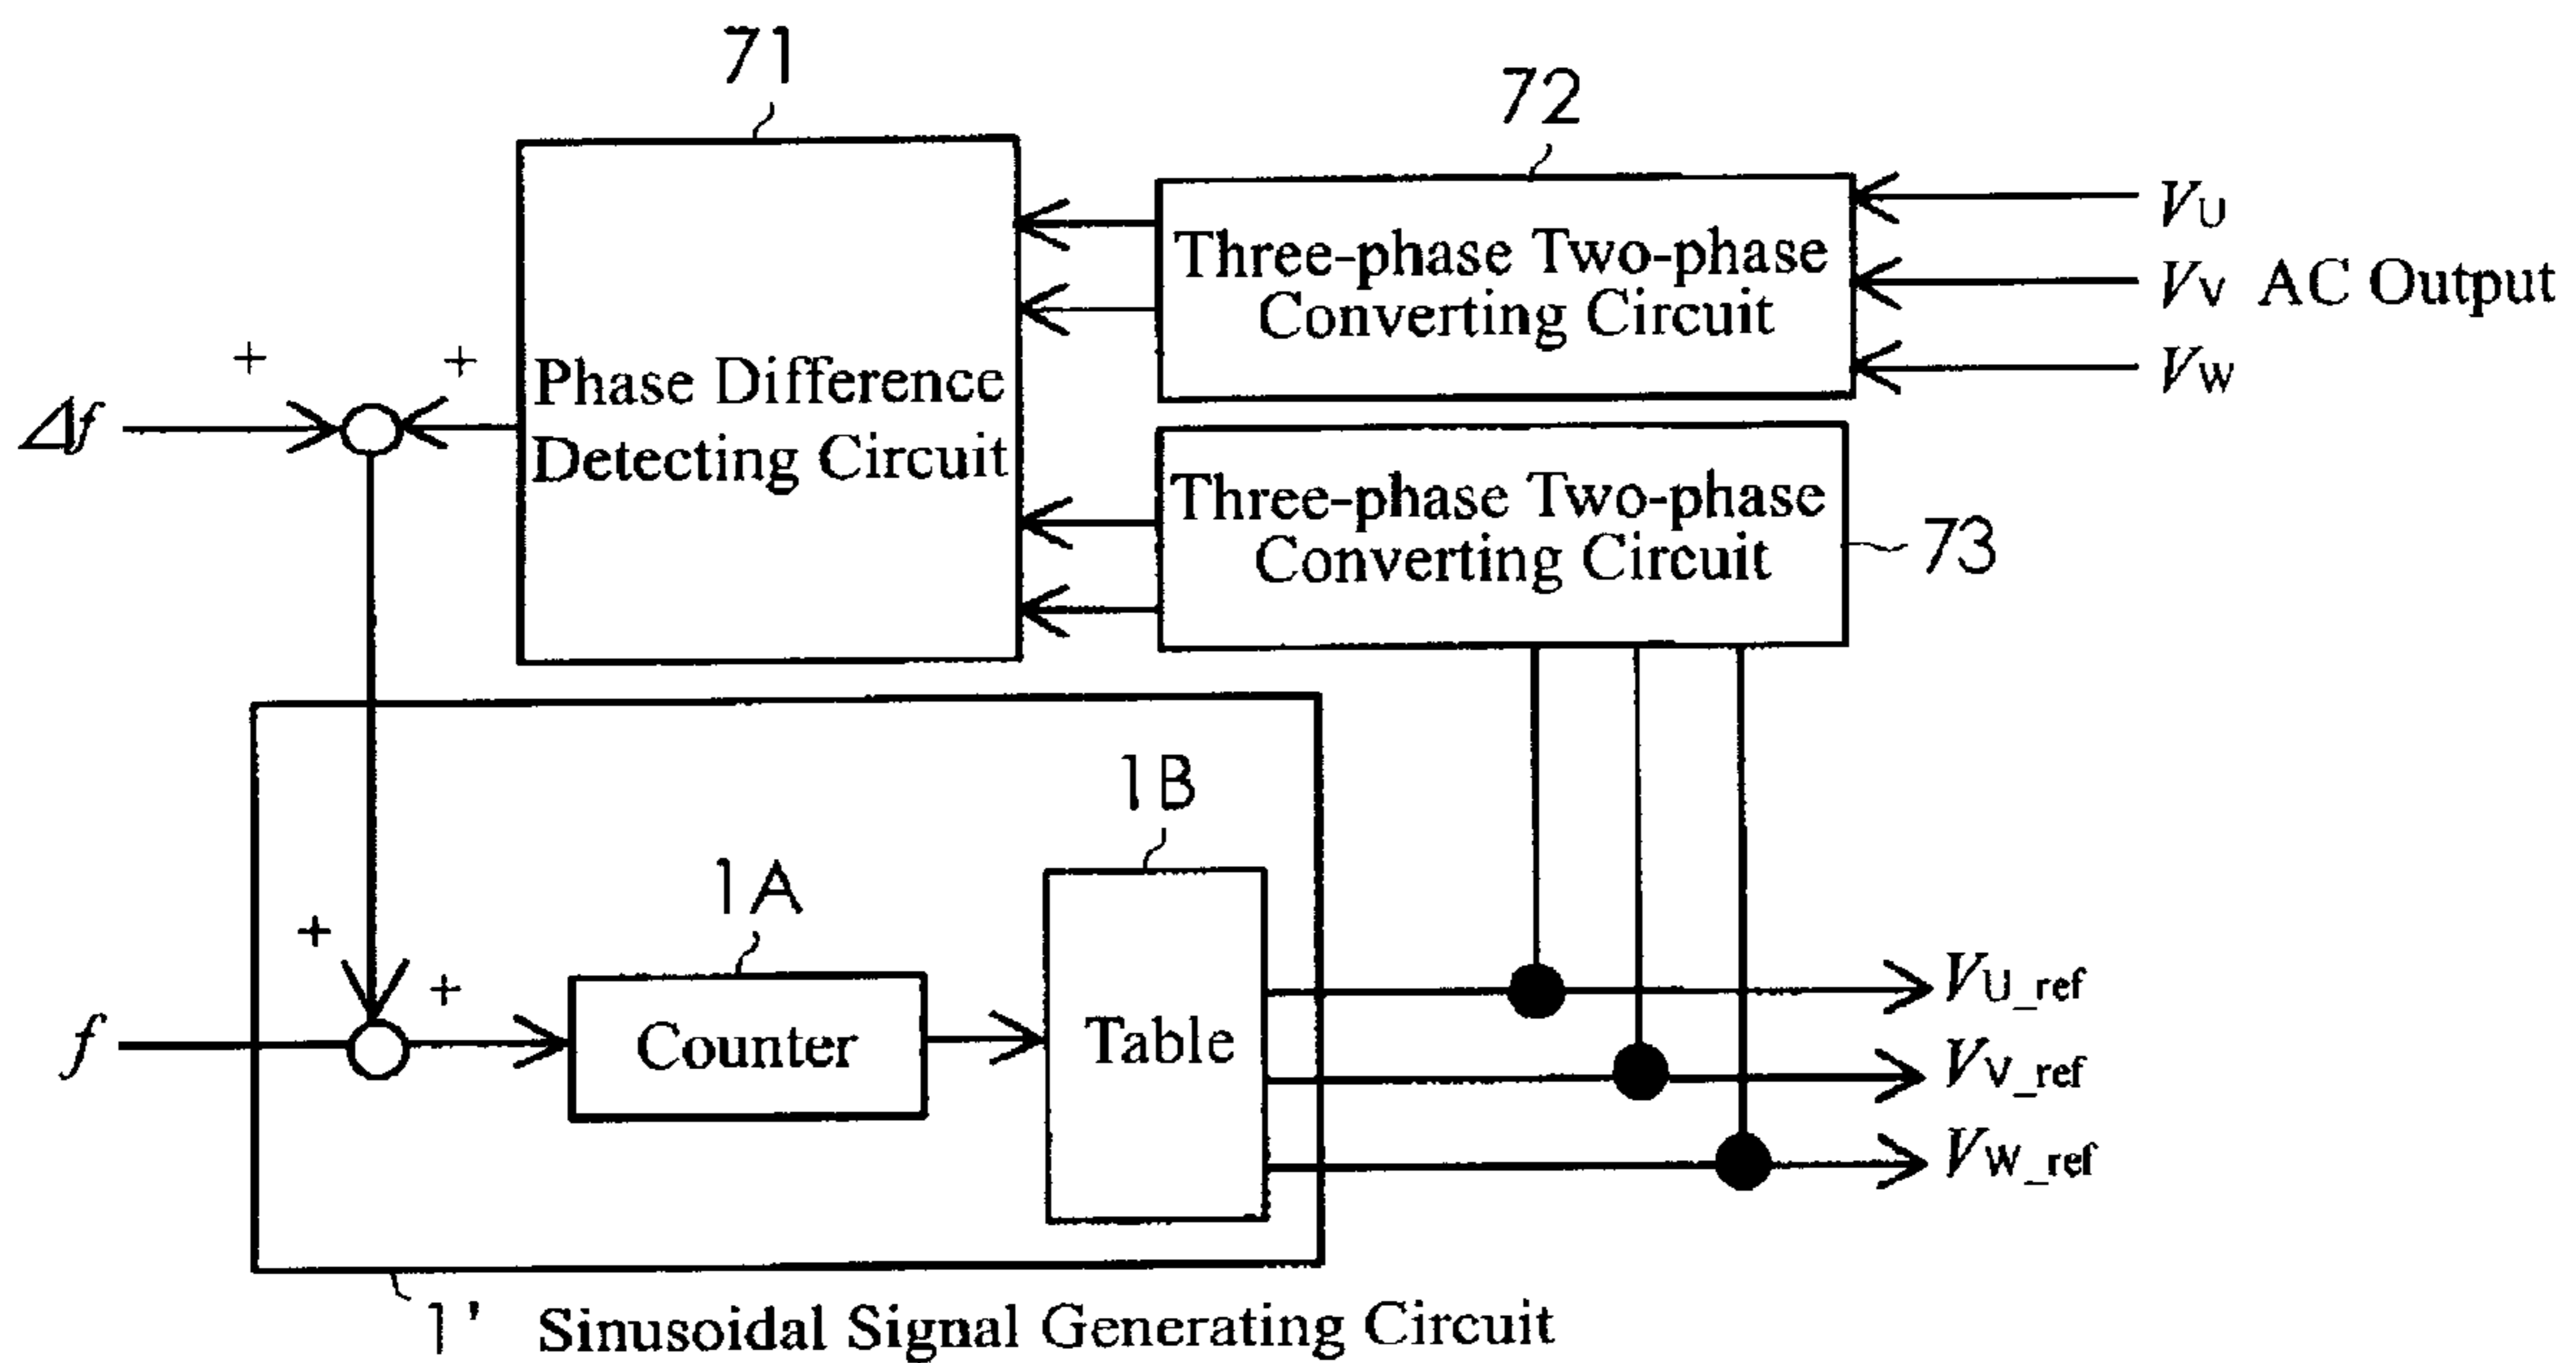 71
72
Three-phase Two-phase
Converting Circuit
VU
VV AC Output
VW
+ +
Δf
Phase Difference
Detecting Circuit
Three-phase Two-phase
Converting Circuit
73
1B
1A
+ +
f
Counter
Table
VU_ref
VV_ref
VW_ref
1' Sinusoidal Signal Generating Circuit